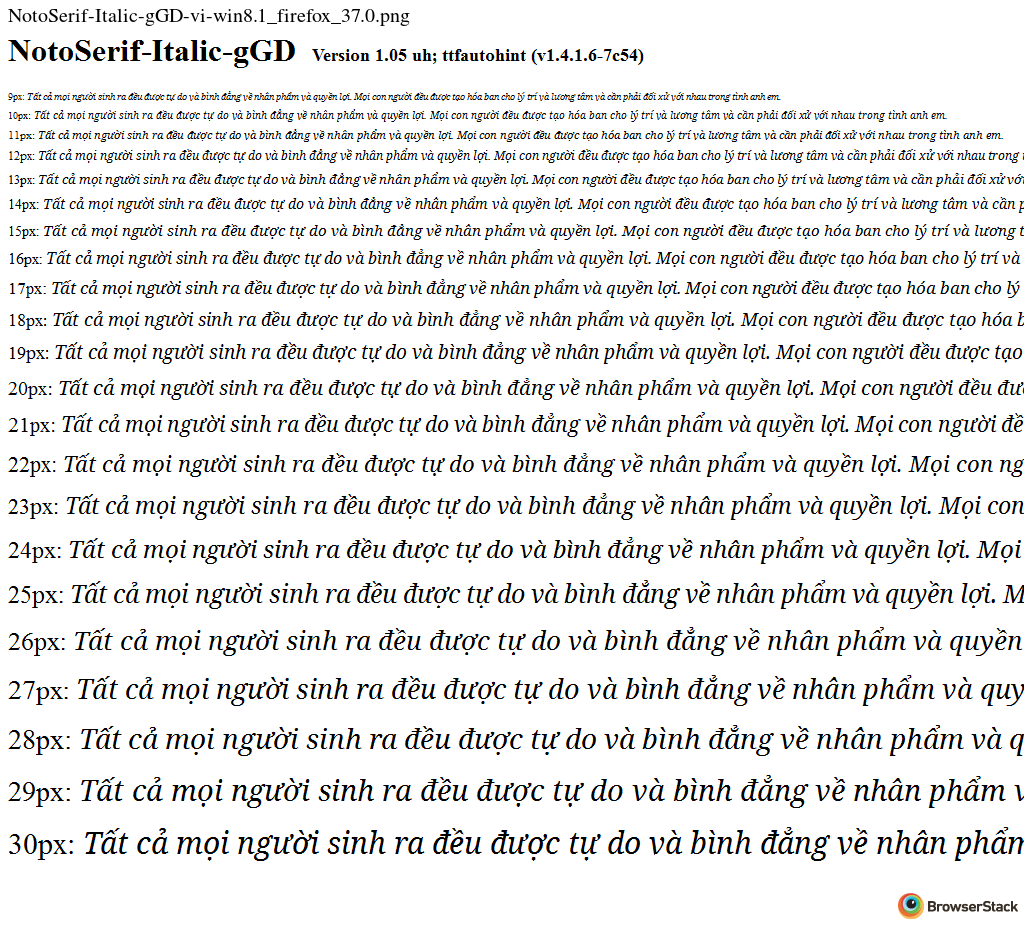 NotoSerif-Italic-gGD-vi-win8.1_firefox_37.0.png
NotoSerif-Italic-gGD Version 1.05 uh; ttfautohint (v1.4.1.6-7c54)
9px: Tất cả mọi người sinh ra đều được tự do và bình đẳng về nhân phẩm và quyền lợi. Mọi con người đều được tạo hóa ban cho lý trí và lương tâm và cần phải đối xử với nhau trong tình anh em.
10px: Tất cả mọi người sinh ra đều được tự do và bình đẳng về nhân phẩm và quyền lợi. Mọi con người đều được tạo hóa ban cho lý trí và lương tâm và cần phải đối xử với nhau trong tình anh em.
11px: Tất cả mọi người sinh ra đều được tự do và bình đẳng về nhân phẩm và quyền lợi. Mọi con người đều được tạo hóa ban cho lý trí và lương tâm và cần phải đối xử với nhau trong tình anh em.
12px: Tất cả mọi người sinh ra đều được tự do và bình đẳng về nhân phẩm và quyền lợi. Mọi con người đều được tạo hóa ban cho lý trí và lương tâm và cần phải đối xử với nhau trong
13px: Tất cả mọi người sinh ra đều được tự do và bình đẳng về nhân phẩm và quyền lợi. Mọi con người đều được tạo hóa ban cho lý trí và lương tâm và cần phải đối xử với
14px: Tất cả mọi người sinh ra đều được tự do và bình đẳng về nhân phẩm và quyền lợi. Mọi con người đều được tạo hóa ban cho lý trí và lương tâm và cần
15px: Tất cả mọi người sinh ra đều được tự do và bình đẳng về nhân phẩm và quyền lợi. Mọi con người đều được tạo hóa ban cho lý trí và lương
16px: Tất cả mọi người sinh ra đều được tự do và bình đẳng về nhân phẩm và quyền lợi. Mọi con người đều được tạo hóa ban cho lý trí và
17px: Tất cả mọi người sinh ra đều được tự do và bình đẳng về nhân phẩm và quyền lợi. Mọi con người đều được tạo hóa ban cho lý
18px: Tất cả mọi người sinh ra đều được tự do và bình đẳng về nhân phẩm và quyền lợi. Mọi con người đều được tạo hóa
19px: Tất cả mọi người sinh ra đều được tự do và bình đẳng về nhân phẩm và quyền lợi. Mọi con người đều được tạo
20px: Tất cả mọi người sinh ra đều được tự do và bình đẳng về nhân phẩm và quyền lợi. Mọi con người đều đư
21px: Tất cả mọi người sinh ra đều được tự do và bình đẳng về nhân phẩm và quyền lợi. Mọi con người đề
22px: Tất cả mọi người sinh ra đều được tự do và bình đẳng về nhân phẩm và quyền lợi. Mọi con ng
23px: Tất cả mọi người sinh ra đều được tự do và bình đẳng về nhân phẩm và quyền lợi. Mọi con
24px: Tất cả mọi người sinh ra đều được tự do và bình đẳng về nhân phẩm và quyền lợi. Mọi
25px: Tất cả mọi người sinh ra đều được tự do và bình đẳng về nhân phẩm và quyền lợi. M
26px: Tất cả mọi người sinh ra đều được tự do và bình đẳng về nhân phẩm và quyền
27px: Tất cả mọi người sinh ra đều được tự do và bình đẳng về nhân phẩm và quy
28px: Tất cả mọi người sinh ra đều được tự do và bình đẳng về nhân phẩm và q
29px: Tất cả mọi người sinh ra đều được tự do và bình đẳng về nhân phẩm v
30px: Tất cả mọi người sinh ra đều được tự do và bình đẳng về nhân phẩm
BrowserStack